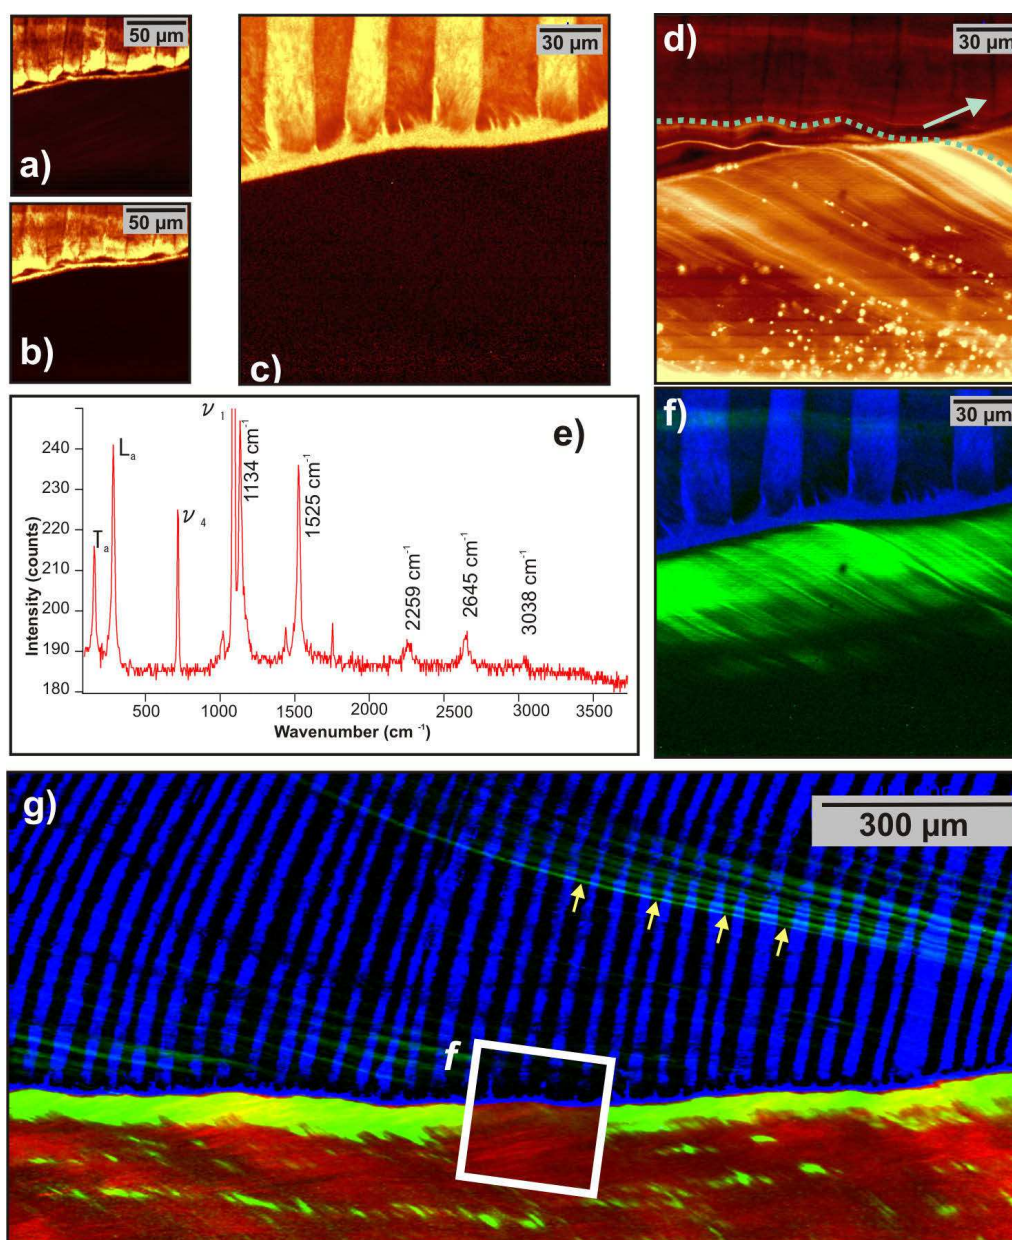 50 µm
a)
50 µm
b)
30 µm
c)
d)
30 µm
e)
Intensity (counts)
240
230
220
210
200
190
180
Tₐ
Lₐ
ν₄
ν₁
1134 cm⁻¹
1525 cm⁻¹
2259 cm⁻¹
2645 cm⁻¹
3038 cm⁻¹
500
1000
1500
2000
2500
3000
3500
Wavenumber (cm⁻¹)
f)
30 µm
g)
300 µm
f